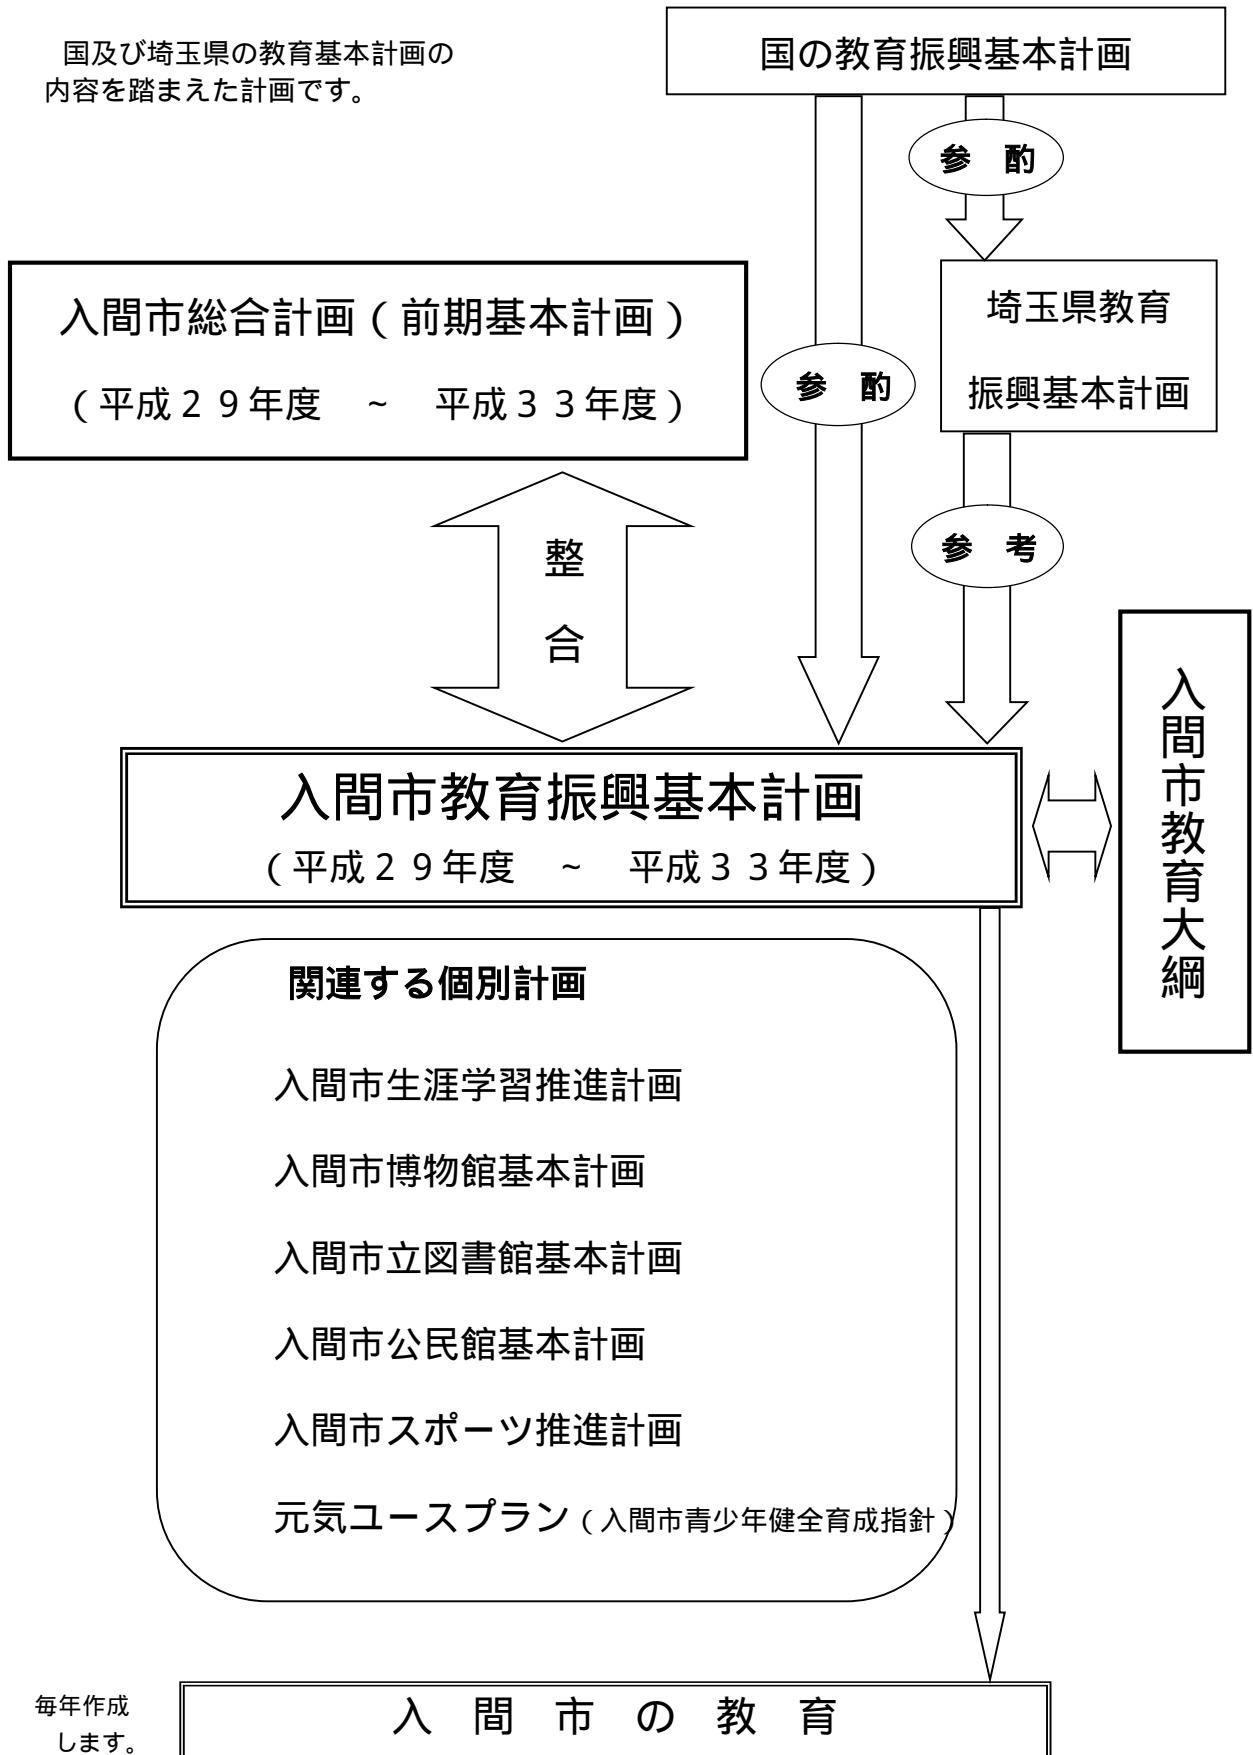 国及び埼玉県の教育基本計画の
内容を踏まえた計画です。
国の教育振興基本計画
参　酌
埼玉県教育
振興基本計画
入間市総合計画（前期基本計画）
（平成２９年度　~　平成３３年度）
参　酌
参　考
整
合
入間市教育大綱
入間市教育振興基本計画
（平成２９年度　~　平成３３年度）
関連する個別計画
入間市生涯学習推進計画
入間市博物館基本計画
入間市立図書館基本計画
入間市公民館基本計画
入間市スポーツ推進計画
元気ユースプラン（入間市青少年健全育成指針）
毎年作成
します。
入　間　市　の　教　育